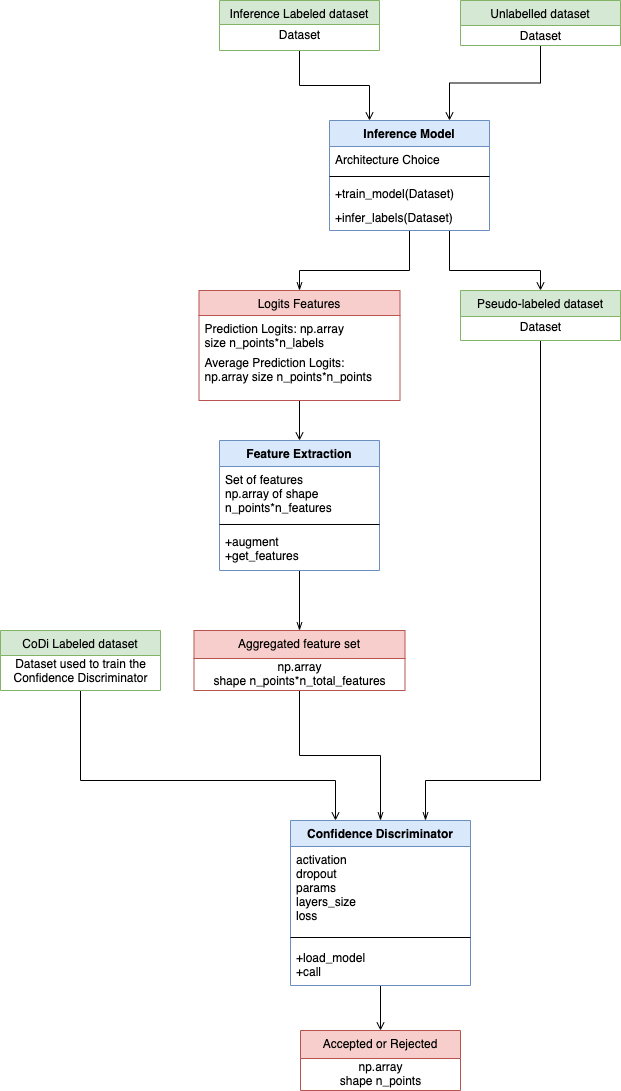 Inference Labeled dataset
Dataset
Unlabelled dataset
Dataset
Inference Model
Architecture Choice
+train_model(Dataset)
+infer_labels(Dataset)
Logits Features
Prediction Logits: np.array
size n_points*n_labels
Average Prediction Logits:
np.array size n_points*n_points
Pseudo-labeled dataset
Dataset
Feature Extraction
Set of features
np.array of shape
n_points*n_features
+augment
+get_features
CoDi Labeled dataset
Dataset used to train the
Confidence Discriminator
Aggregated feature set
np.array
shape n_points*n_total_features
Confidence Discriminator
activation
dropout
params
layers_size
loss
+load_model
+call
Accepted or Rejected
np.array
shape n_points